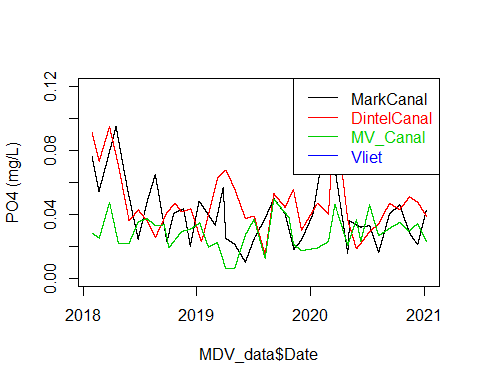 MarkCanal
DintelCanal
MV_Canal
Vliet
PO4 (mg/L)
0.12
0.08
0.04
0.00
2018 2019 2020 2021
MDV_data$Date